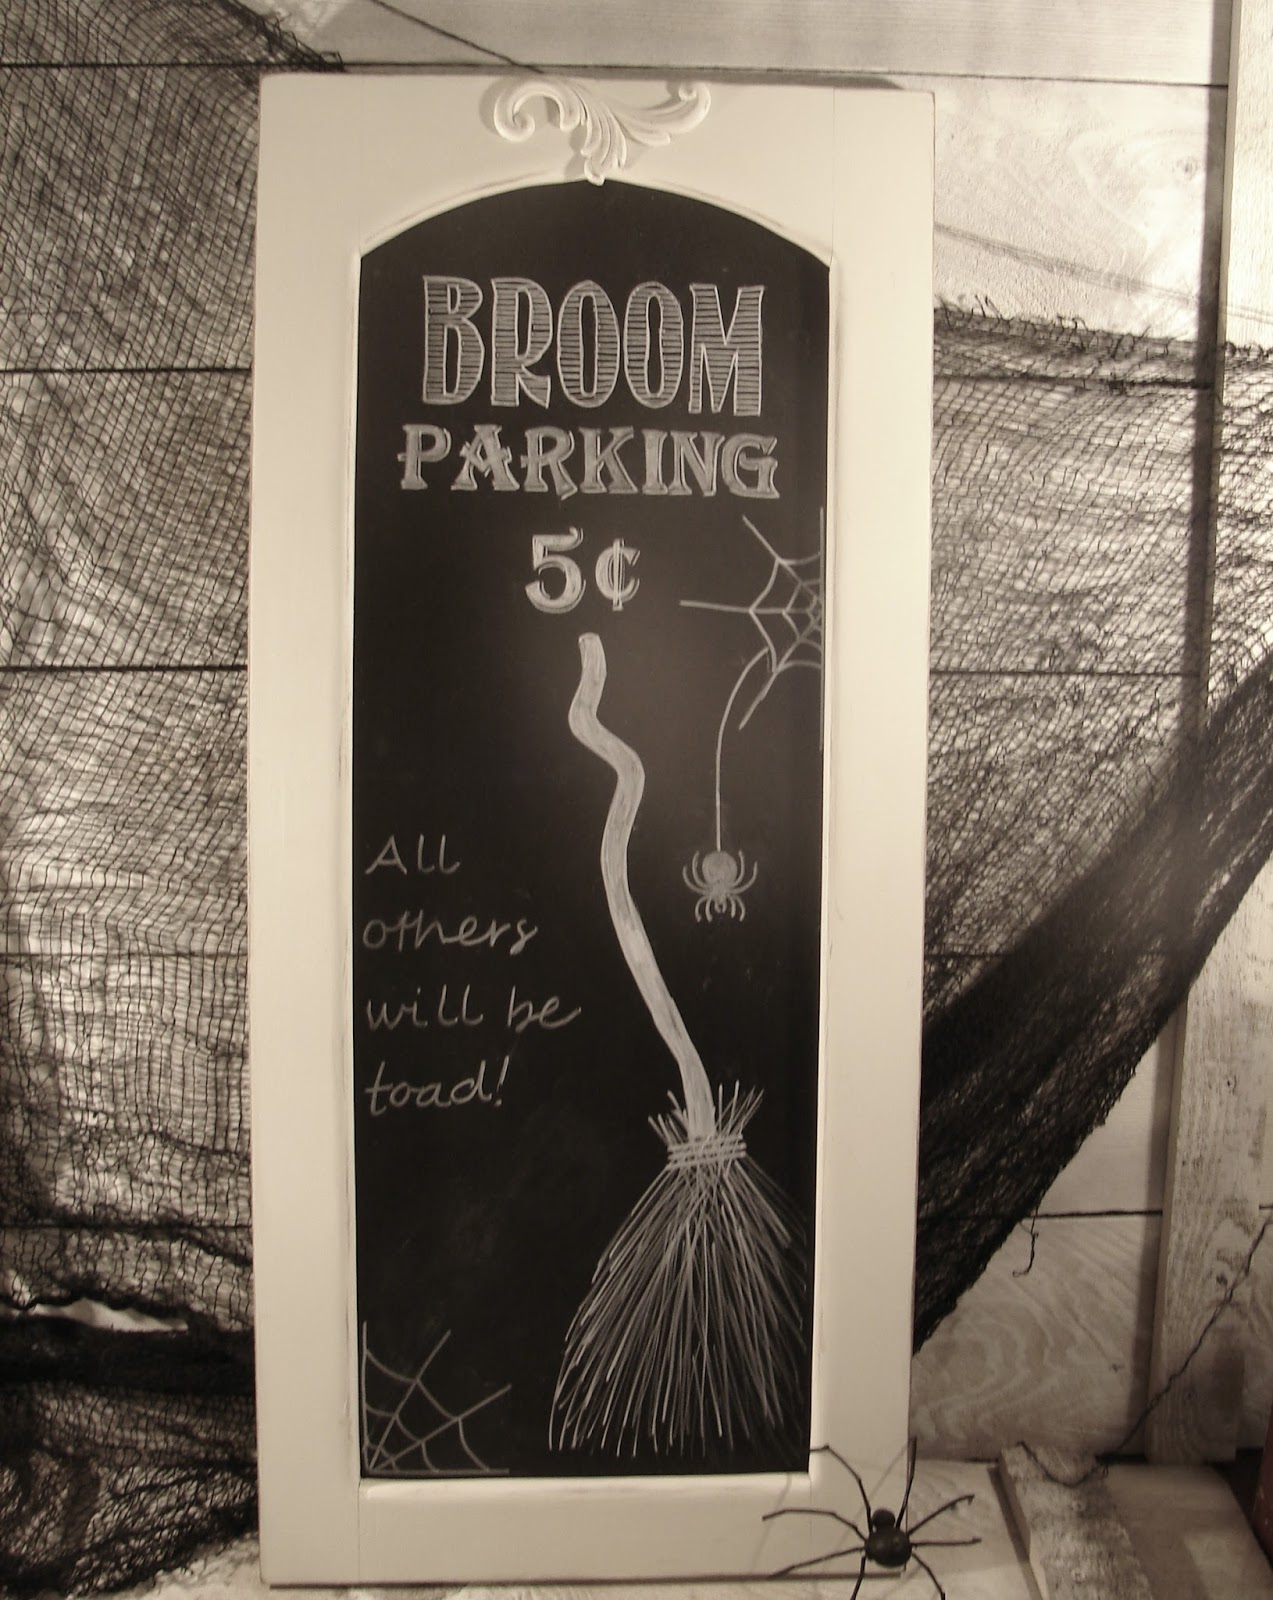 BROOM
PARKING
5¢
All
others
will be
toad!